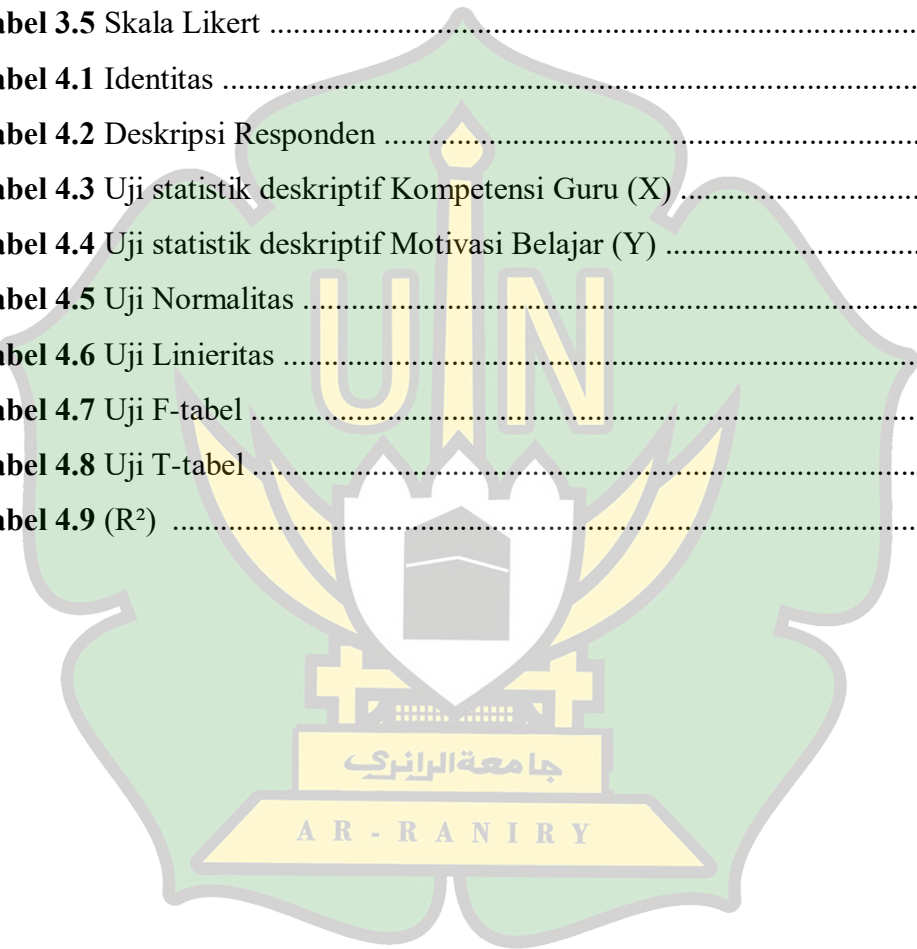 abel 3.5 Skala Likert ..........................................................................................
abel 4.1 Identitas ................................................................................................
abel 4.2 Deskripsi Responden ............................................................................
abel 4.3 Uji statistik deskriptif Kompetensi Guru (X) ................................
abel 4.4 Uji statistik deskriptif Motivasi Belajar (Y) ..................................
abel 4.5 Uji Normalitas ......................................................................................
abel 4.6 Uji Linieritas .........................................................................................
abel 4.7 Uji F-tabel ..............................................................................................
abel 4.8 Uji T-tabel ..............................................................................................
abel 4.9 (R²) .......................................................................................................
UIN
جامعة الرانري
AR-RANIRY